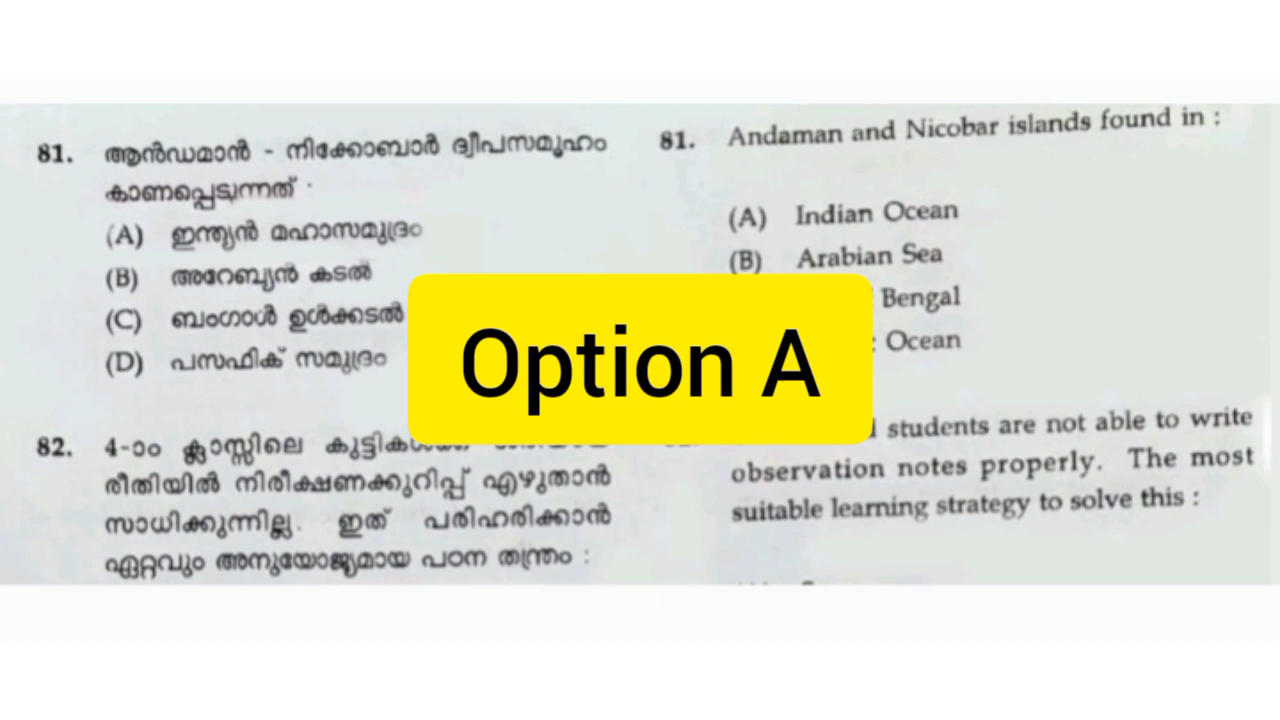 81. ആൻഡമാൻ - നിക്കോബാർ ദ്വീപസമൂഹം
കാണപ്പെടുന്നത് :
(A) ഇന്ത്യൻ മഹാസമുദ്രം
(B) അറേബ്യൻ കടൽ
(C) ബംഗാൾ ഉൾക്കടൽ
(D) പസഫിക് സമുദ്രം
82. 4-ാം ക്ലാസ്സിലെ
രീതിയിൽ നിരീക്ഷണക്കുറിപ്പ് എഴുതാൻ
സാധിക്കുന്നില്ല. ഇത് പരിഹരിക്കാൻ
ഏറ്റവും അനുയോജ്യമായ പഠന തന്ത്രം :
81. Andaman and Nicobar islands found in :
(A) Indian Ocean
(B) Arabian Sea
Bengal
: Ocean
students are not able to write
observation notes properly. The most
suitable learning strategy to solve this :
Option A